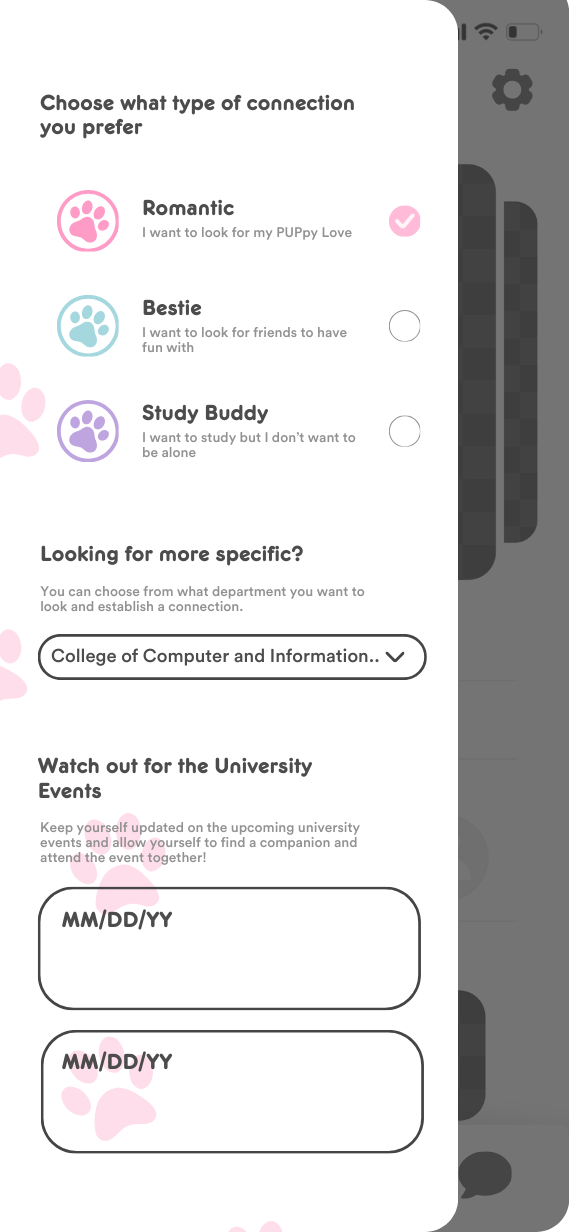 Choose what type of connection
you prefer
Romantic
I want to look for my PUPpy Love
Bestie
I want to look for friends to have
fun with
Study Buddy
I want to study but I don't want to
be alone
Looking for more specific?
You can choose from what department you want to
look and establish a connection.
College of Computer and Information..
Watch out for the University
Events
Keep yourself updated on the upcoming university
events and allow yourself to find a companion and
attend the event together!
MM/DD/YY
MM/DD/YY